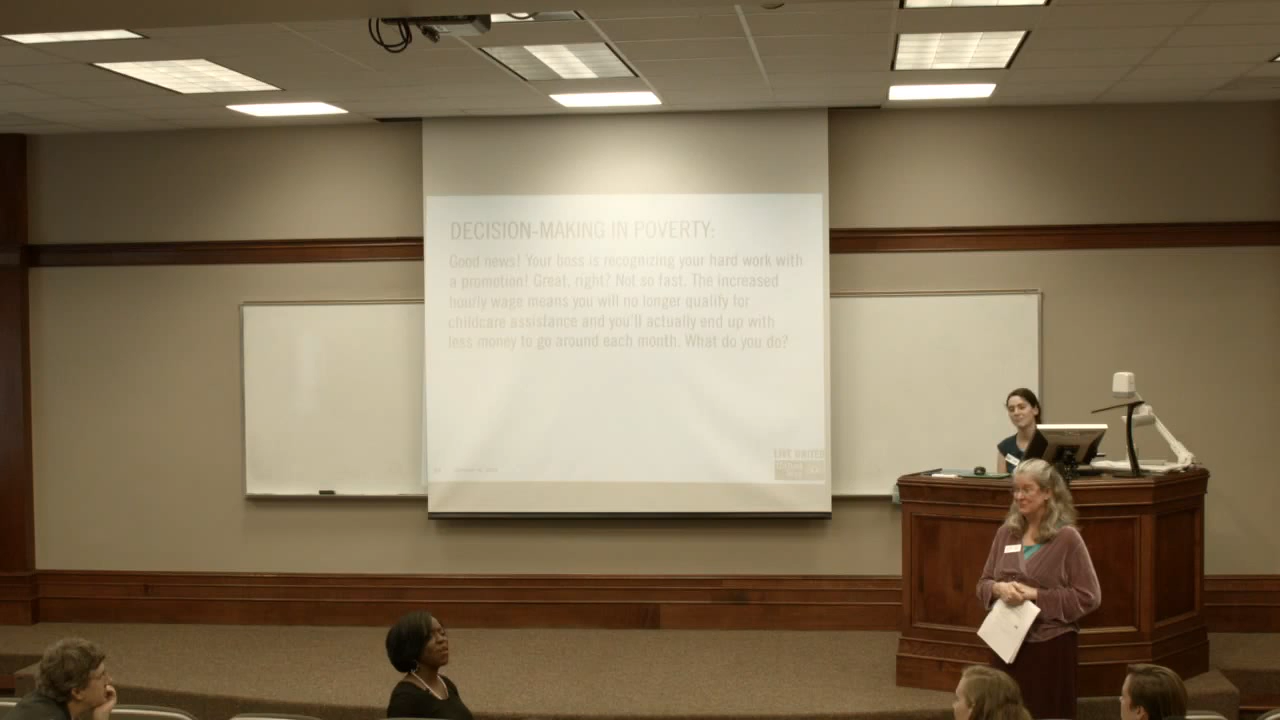 DECISION-MAKING IN POVERTY:
Good news! Your boss is recognizing your hard work with
a promotion! Great, right? Not so fast. The increased
hourly wage means you will no longer qualify for
childcare assistance and you'll actually end up with
less money to go around each month. What do you do?
LIVE UNITED